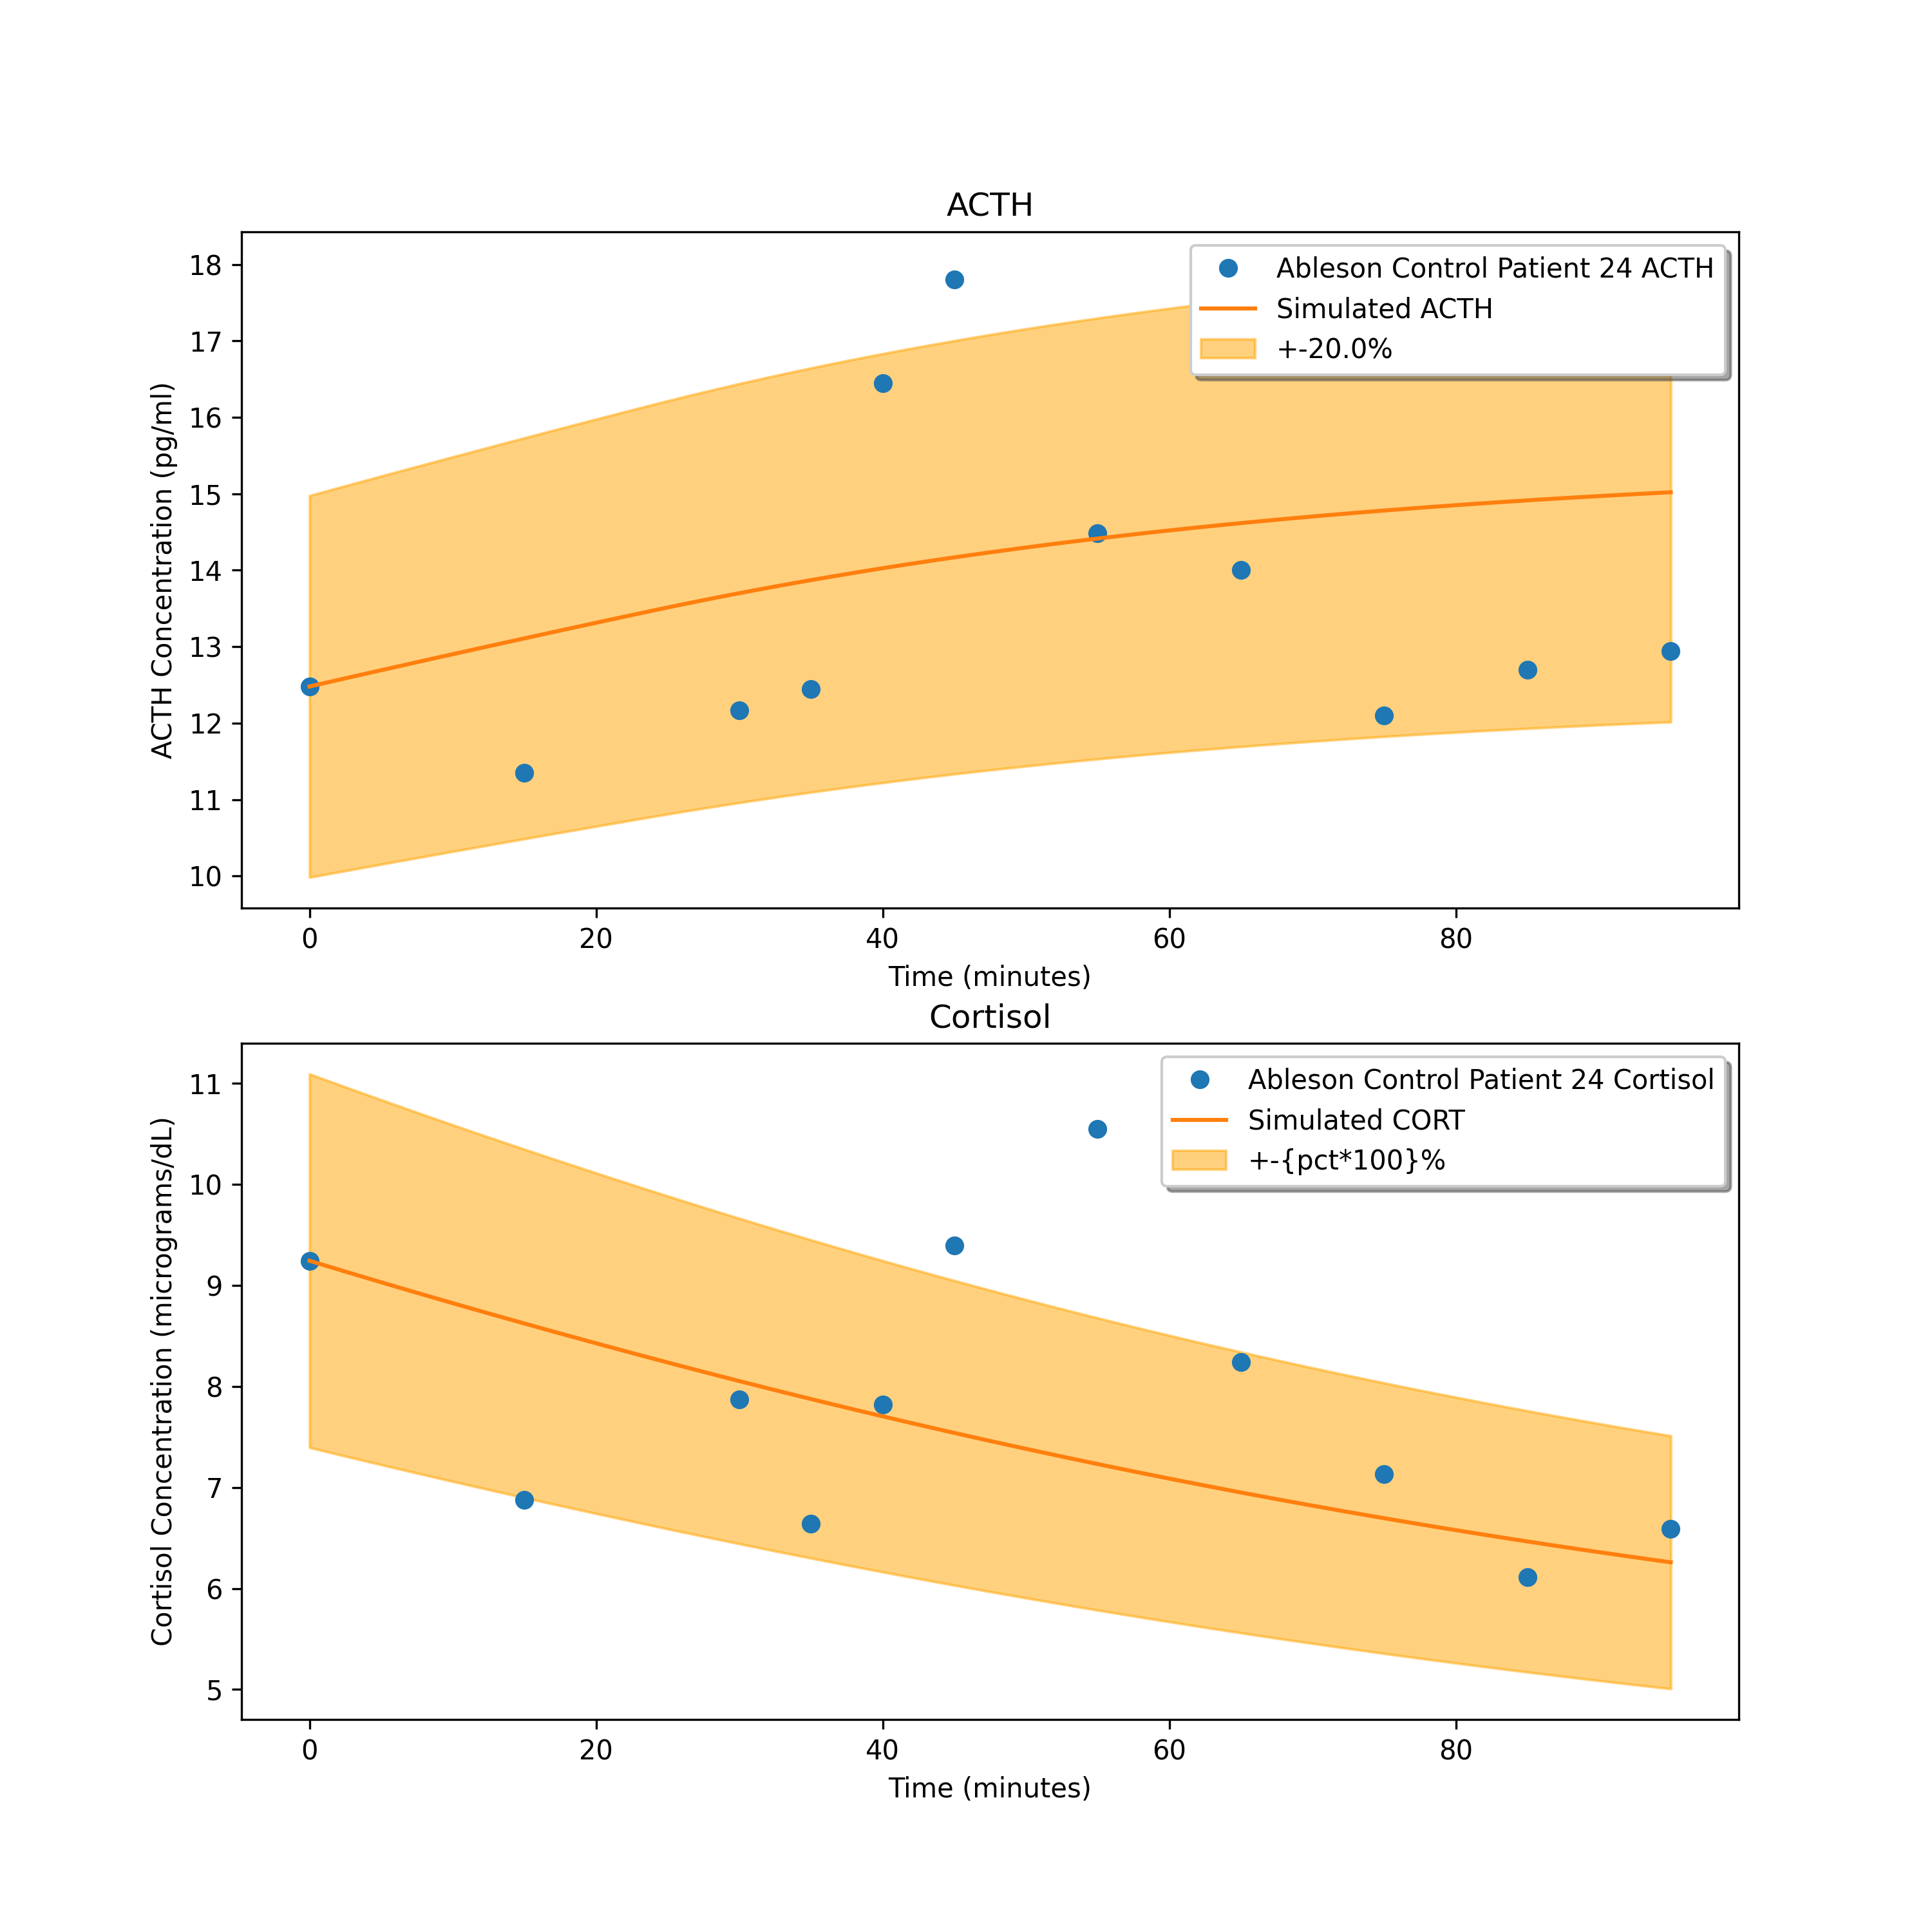 ACTH
18
17
16
15
14
13
12
11
10
ACTH Concentration (pg/ml)
Ableson Control Patient 24 ACTH
Simulated ACTH
+-20.0%
0 20 40 60 80
Time (minutes)
Cortisol
11
10
9
8
7
6
5
Cortisol Concentration (micrograms/dL)
Ableson Control Patient 24 Cortisol
Simulated CORT
+-{pct*100}%
0 20 40 60 80
Time (minutes)